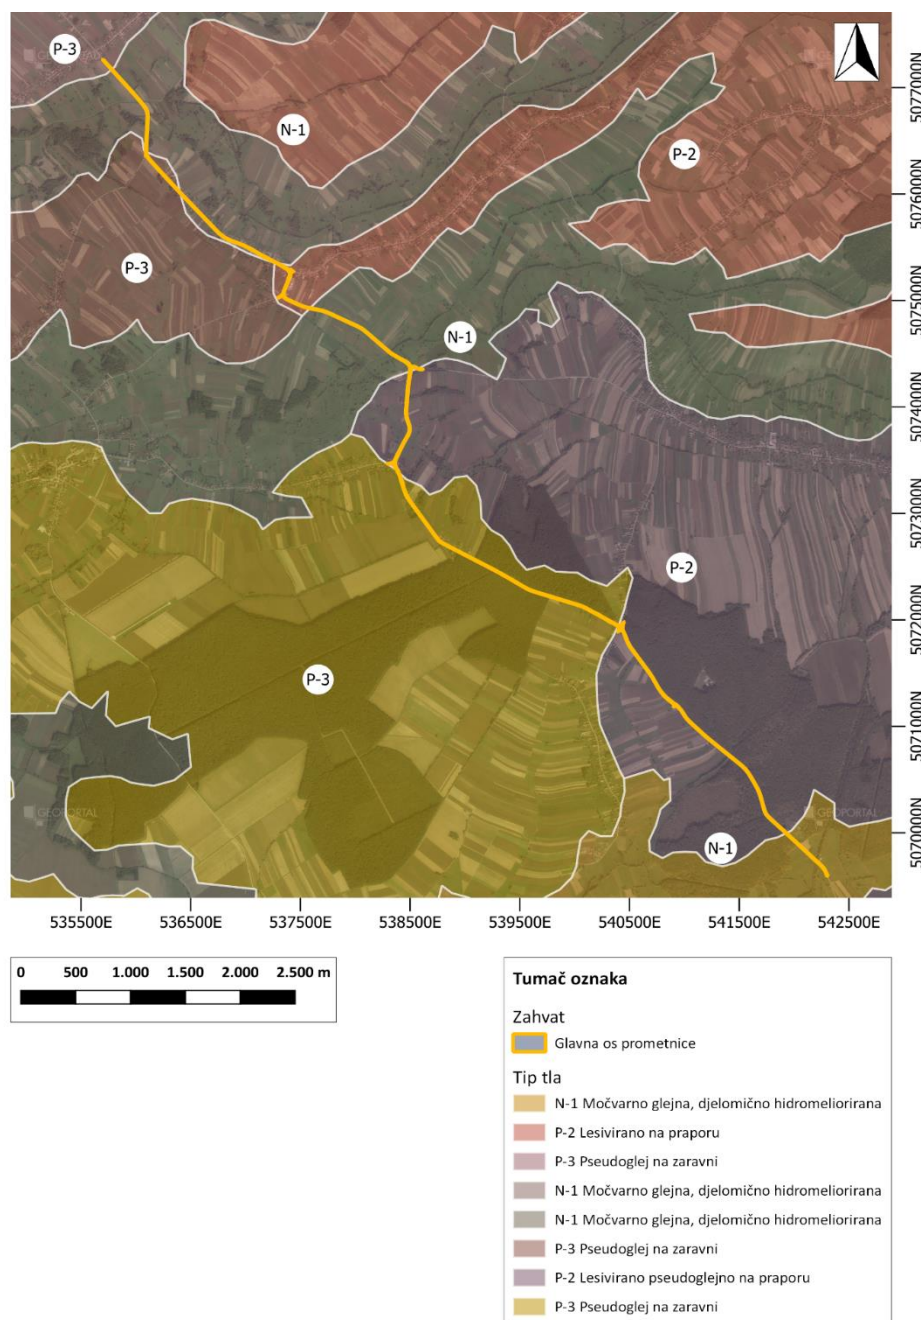 P-3
N-1
P-2
P-3
N-1
P-2
P-3
N-1
GEOPORTAL
GEOPORTAL
5077000N
5076000N
5075000N
5074000N
5073000N
5072000N
5071000N
5070000N
535500E 536500E 537500E 538500E 539500E 540500E 541500E 542500E
0 500 1.000 1.500 2.000 2.500 m
Tumač oznaka
Zahvat
Glavna os prometnice
Tip tla
N-1 Močvarno glejna, djelomično hidromeliorirana
P-2 Lesivirano na praporu
P-3 Pseudoglej na zaravni
N-1 Močvarno glejna, djelomično hidromeliorirana
N-1 Močvarno glejna, djelomično hidromeliorirana
P-3 Pseudoglej na zaravni
P-2 Lesivirano pseudoglejno na praporu
P-3 Pseudoglej na zaravni